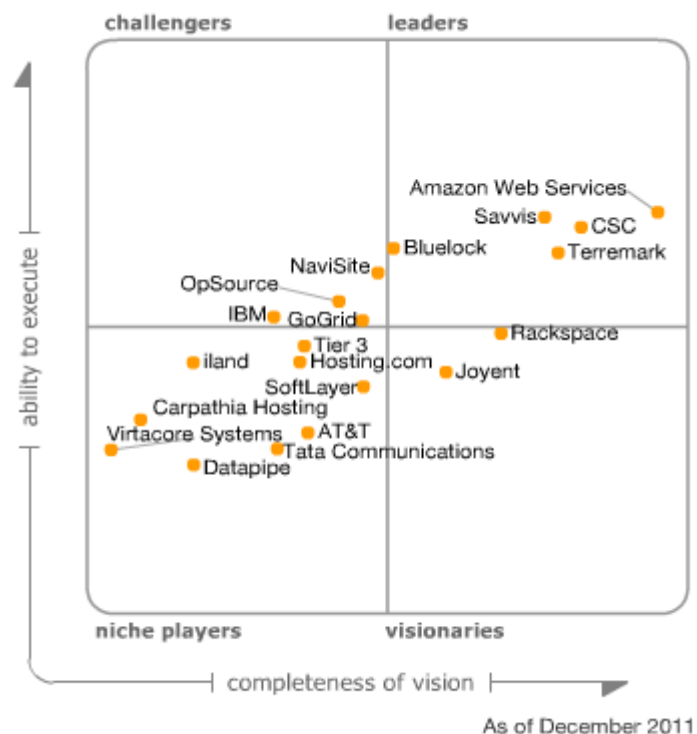 challengers
leaders
Amazon Web Services
Savvis
CSC
Bluelock
Terremark
NaviSite
OpSource
IBM
GoGrid
Rackspace
Tier 3
iland
Hosting.com
Joyent
SoftLayer
Carpathia Hosting
Virtacore Systems
AT&T
Tata Communications
Datapipe
ability to execute
niche players
visionaries
completeness of vision
As of December 2011